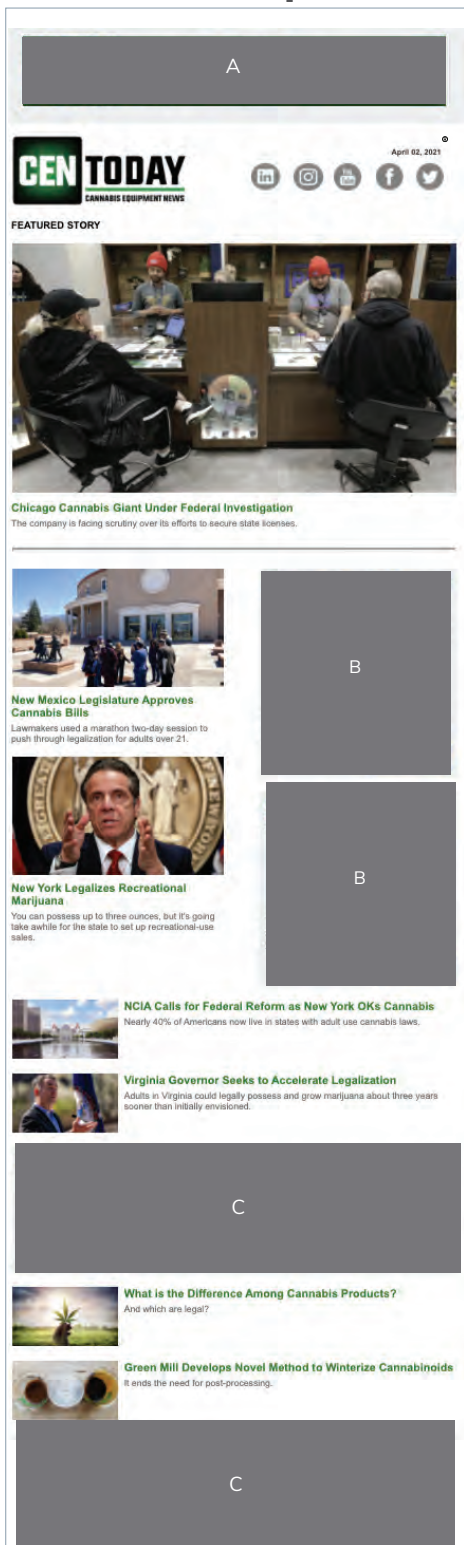 A
CEN TODAY
CANNABIS EQUIPMENT NEWS
April 02, 2021
FEATURED STORY
Chicago Cannabis Giant Under Federal Investigation
The company is facing scrutiny over its efforts to secure state licenses.
New Mexico Legislature Approves
Cannabis Bills
Lawmakers used a marathon two-day session to
push through legalization for adults over 21.
B
New York Legalizes Recreational
Marijuana
You can possess up to three ounces, but it's going
take awhile for the state to set up recreational-use
sales.
B
NCIA Calls for Federal Reform as New York OKs Cannabis
Nearly 40% of Americans now live in states with adult use cannabis laws.
Virginia Governor Seeks to Accelerate Legalization
Adults in Virginia could legally possess and grow marijuana about three years
sooner than initially envisioned.
C
What is the Difference Among Cannabis Products?
And which are legal?
Green Mill Develops Novel Method to Winterize Cannabinoids
It ends the need for post-processing.
C